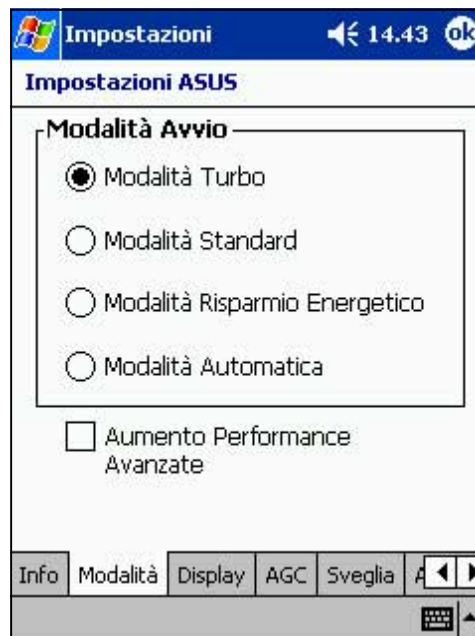 Impostazioni 14.43 ok
Impostazioni ASUS
Modalità Avvio
Modalità Turbo
Modalità Standard
Modalità Risparmio Energetico
Modalità Automatica
Aumento Performance
Avanzate
Info Modalità Display AGC Sveglia A